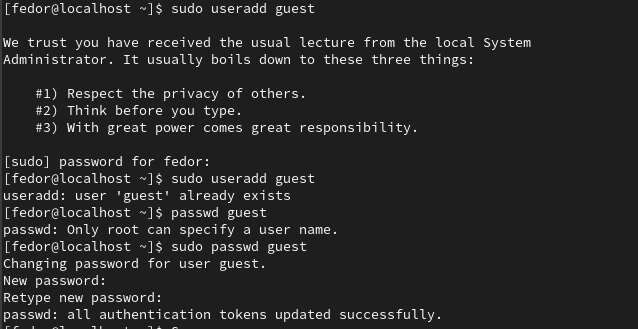 [fedor@localhost ~]$ sudo useradd guest
We trust you have received the usual lecture from the local System
Administrator. It usually boils down to these three things:
#1) Respect the privacy of others.
#2) Think before you type.
#3) With great power comes great responsibility.
[sudo] password for fedor:
[fedor@localhost ~]$ sudo useradd guest
useradd: user 'guest' already exists
[fedor@localhost ~]$ passwd guest
passwd: Only root can specify a user name.
[fedor@localhost ~]$ sudo passwd guest
Changing password for user guest.
New password:
Retype new password:
passwd: all authentication tokens updated successfully.
[fedor@localhost ~]$